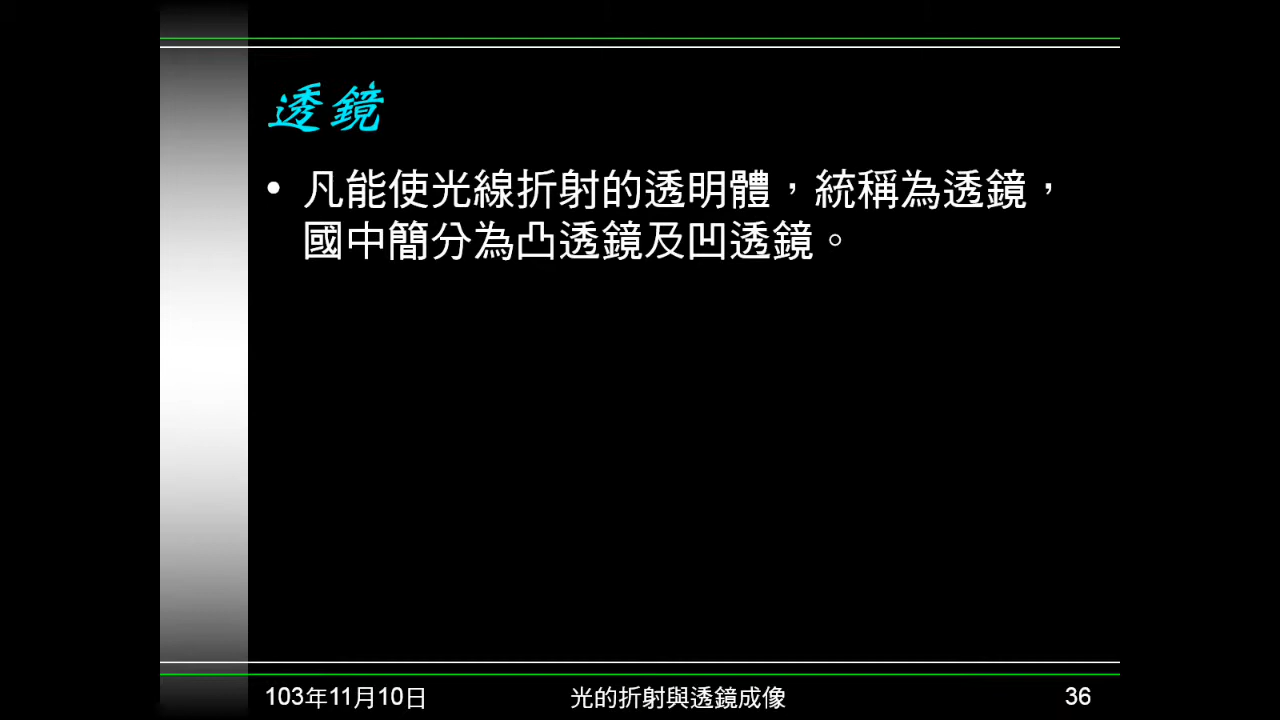 透鏡
• 凡能使光線折射的透明體，統稱為透鏡，
國中簡分為凸透鏡及凹透鏡。
103年11月10日
光的折射與透鏡成像
36